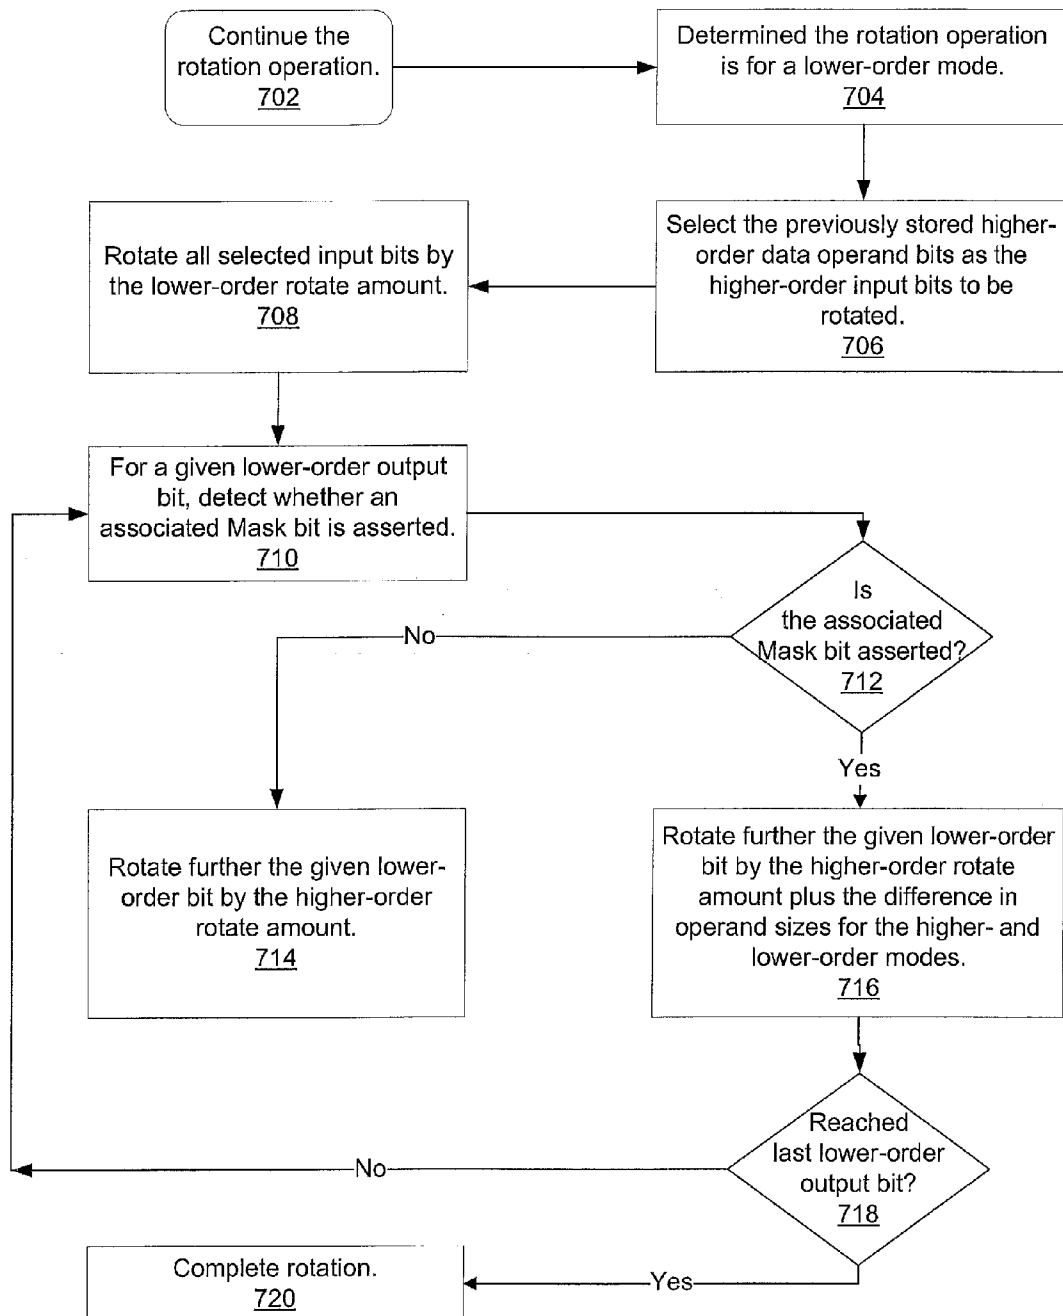 Continue the
rotation operation.
702
Determined the rotation operation
is for a lower-order mode.
704
Select the previously stored higher-
order data operand bits as the
higher-order input bits to be
rotated.
706
Rotate all selected input bits by
the lower-order rotate amount.
708
For a given lower-order output
bit, detect whether an
associated Mask bit is asserted.
710
Is
the associated
Mask bit asserted?
712
No
Yes
Rotate further the given lower-
order bit by the higher-order
rotate amount.
714
Rotate further the given lower-order
bit by the higher-order rotate
amount plus the difference in
operand sizes for the higher- and
lower-order modes.
716
Reached
last lower-order
output bit?
718
No
Yes
Complete rotation.
720